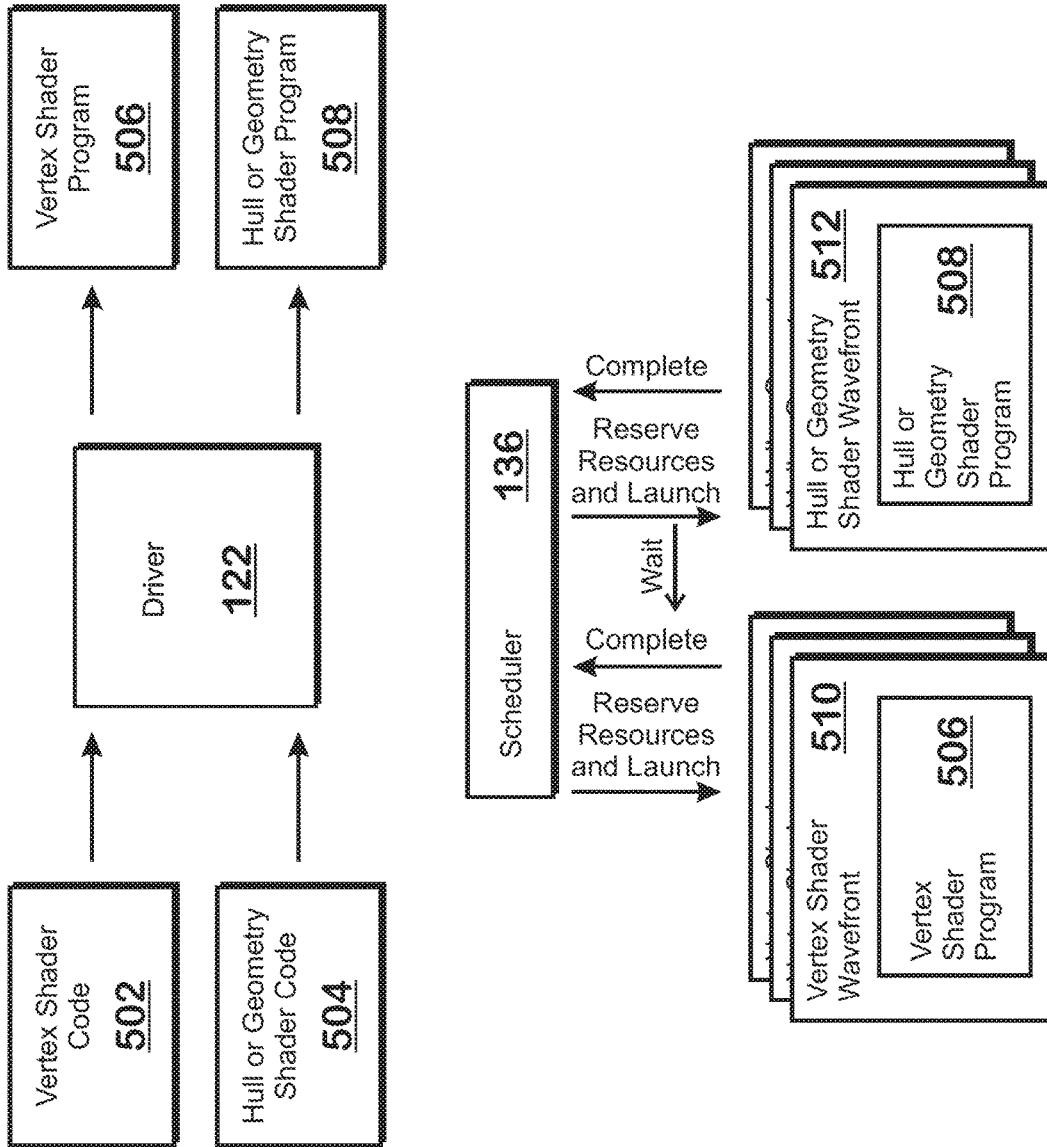 Vertex Shader
Code
502
Hull or Geometry
Shader Code
504
Driver
122
Vertex Shader
Program
506
Hull or Geometry
Shader Program
508
Scheduler
136
Reserve
Resources
and Launch
Complete
Wait
Reserve
Resources
and Launch
Complete
Vertex Shader
Wavefront
510
Vertex
Shader
Program
506
Hull or Geometry
Shader Wavefront
512
Hull or
Geometry
Shader
Program
508